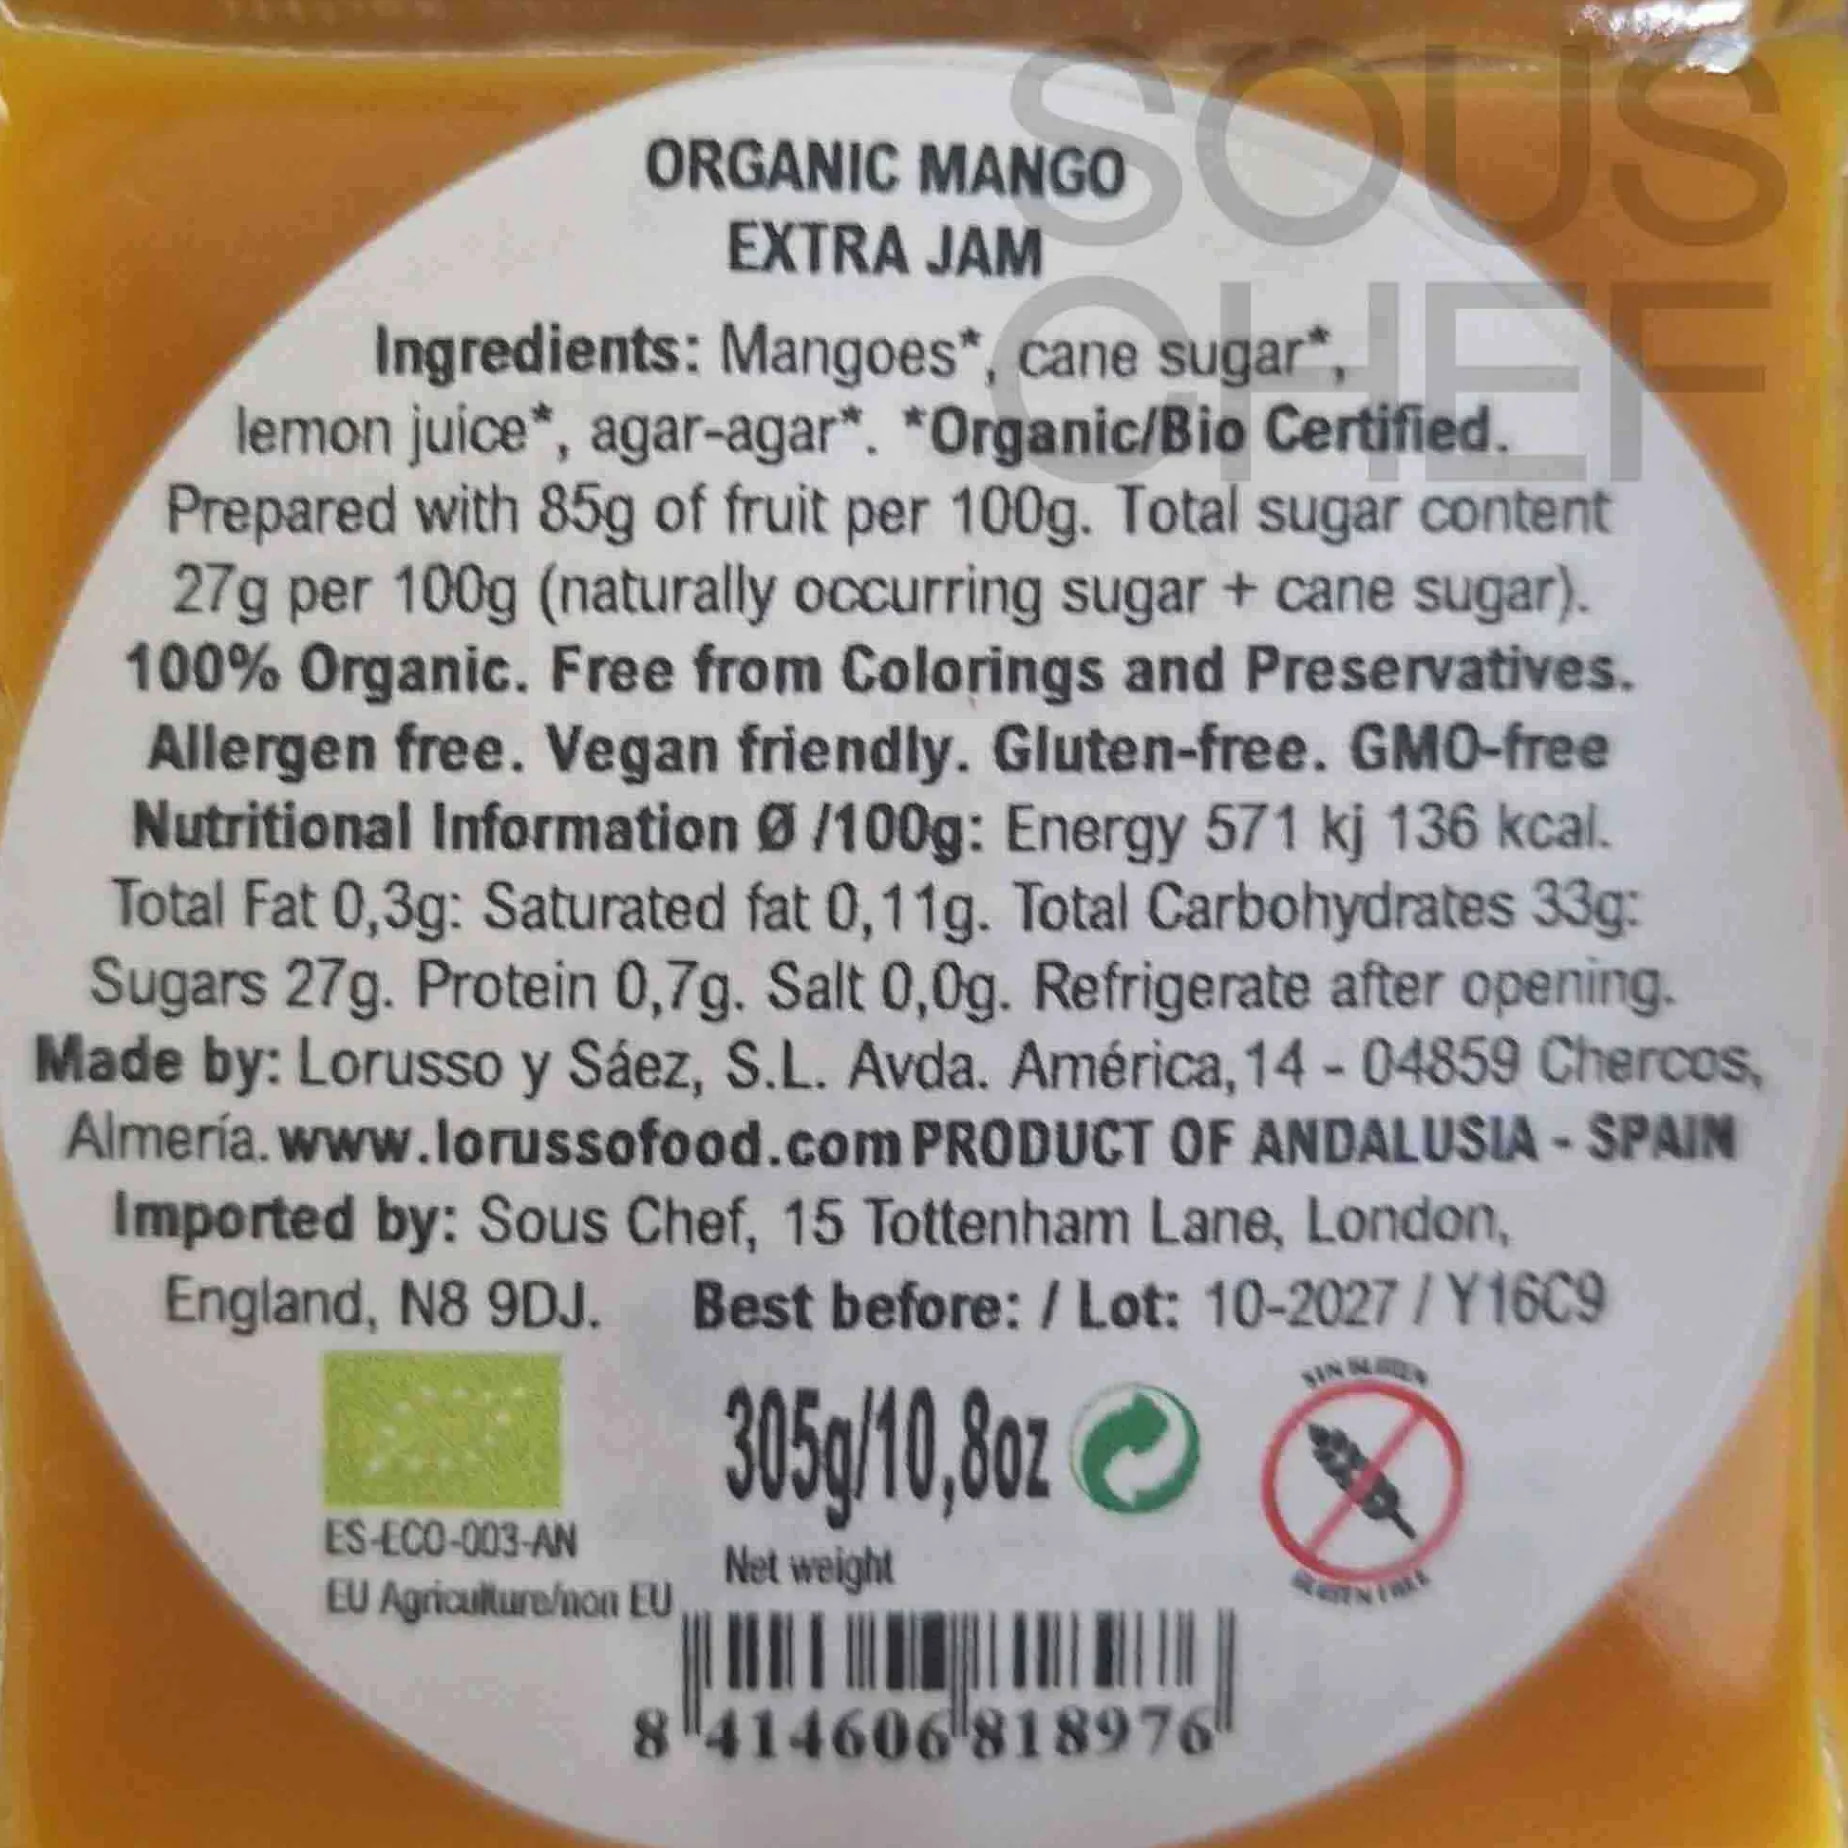 SOUS
CHEF
ORGANIC MANGO
EXTRA JAM
Ingredients: Mangoes*, cane sugar*,
lemon juice*, agar-agar*. *Organic/Bio Certified.
Prepared with 85g of fruit per 100g. Total sugar content
27g per 100g (naturally occurring sugar + cane sugar).
100% Organic. Free from Colorings and Preservatives.
Allergen free. Vegan friendly. Gluten-free. GMO-free
Nutritional Information Ø /100g: Energy 571 kj 136 kcal.
Total Fat 0,3g: Saturated fat 0,11g. Total Carbohydrates 33g:
Sugars 27g. Protein 0,7g. Salt 0,0g. Refrigerate after opening.
Made by: Lorusso y Sáez, S.L. Avda. América,14 - 04859 Chercos,
Almería. www.lorussofood.com PRODUCT OF ANDALUSIA - SPAIN
Imported by: Sous Chef, 15 Tottenham Lane, London,
England, N8 9DJ. Best before: / Lot: 10-2027 / Y16C9
305g/10,8oz
Net weight
SIN GLUTEN
GLUTEN FREE
ES-ECO-003-AN
EU Agriculture/non EU
8 414606 818976